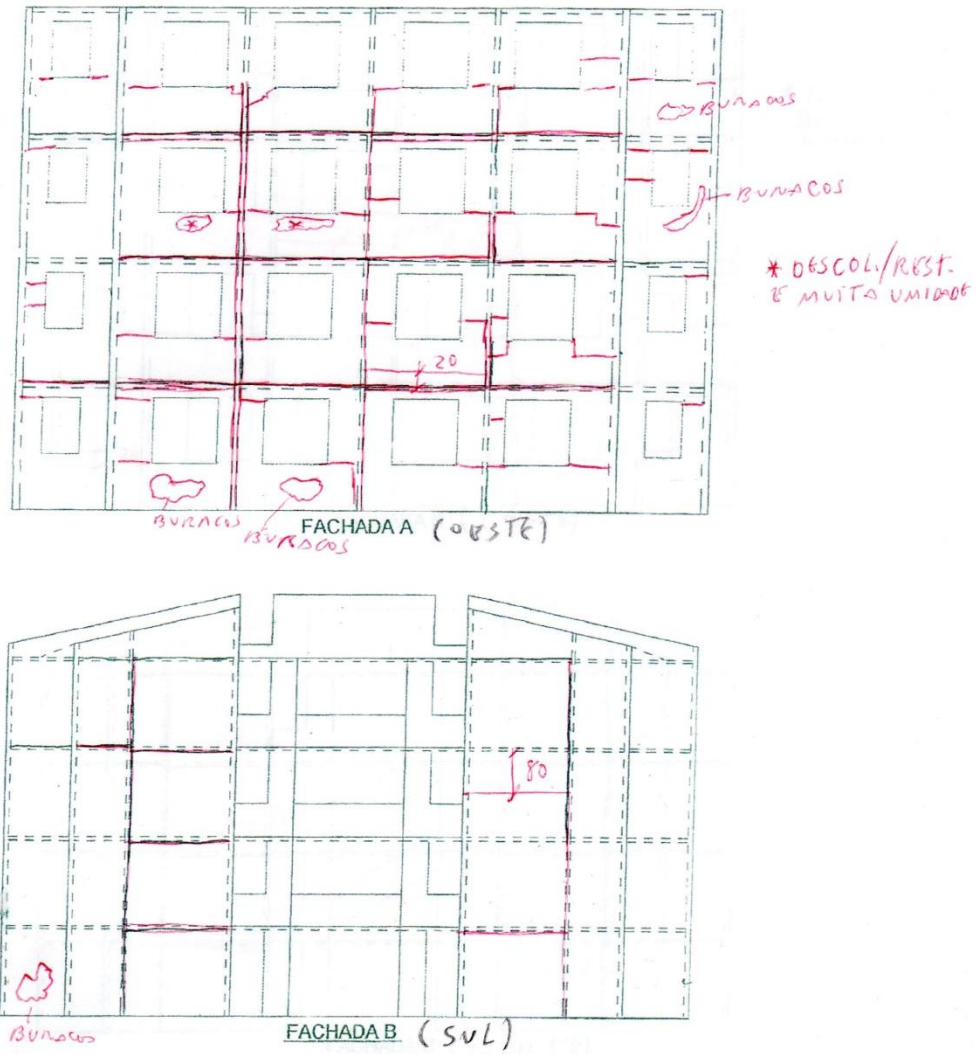 BURACOS
BURACOS
* *
* DESCOL./REST.
E MUITA UMIDADE
20
BURACOS
BURACOS
FACHADA A (OESTE)
80
BURACOS
FACHADA B (SUL)